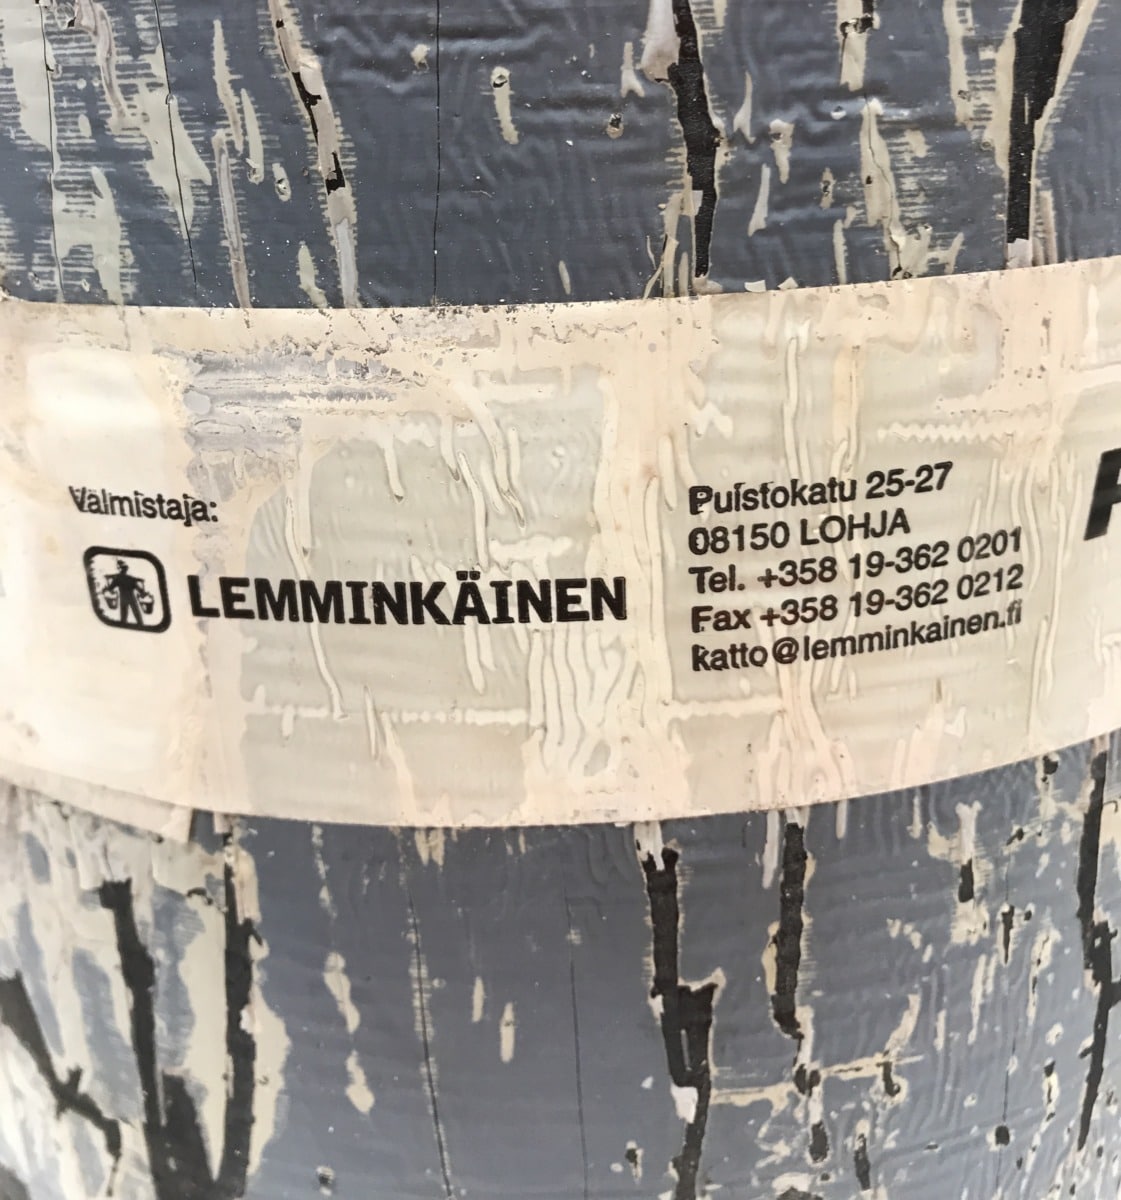 Valmistaja:
LEMMINKÄINEN
Puistokatu 25-27
08150 LOHJA
Tel. +358 19-362 0201
Fax +358 19-362 0212
katto@lemminkainen.fi